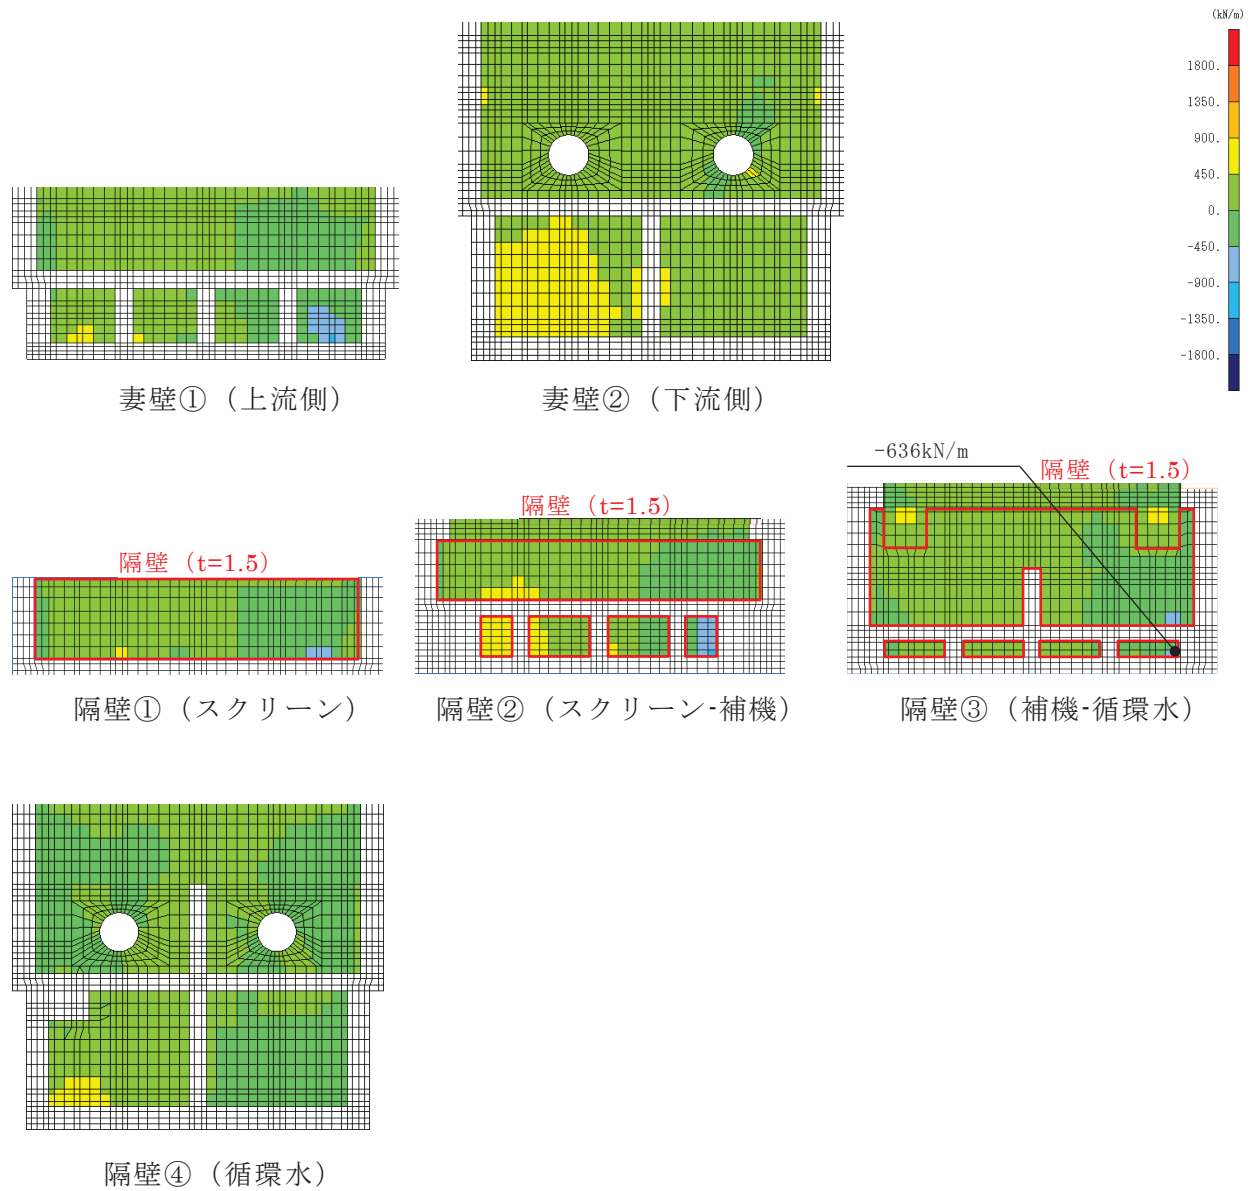 (kN/m)
1800.
1350.
900.
450.
0.
-450.
-900.
-1350.
-1800.
妻壁①（上流側）
妻壁②（下流側）
隔壁（t=1.5）
隔壁（t=1.5）
-636kN/m
隔壁（t=1.5）
隔壁①（スクリーン）
隔壁②（スクリーン-補機）
隔壁③（補機-循環水）
隔壁④（循環水）